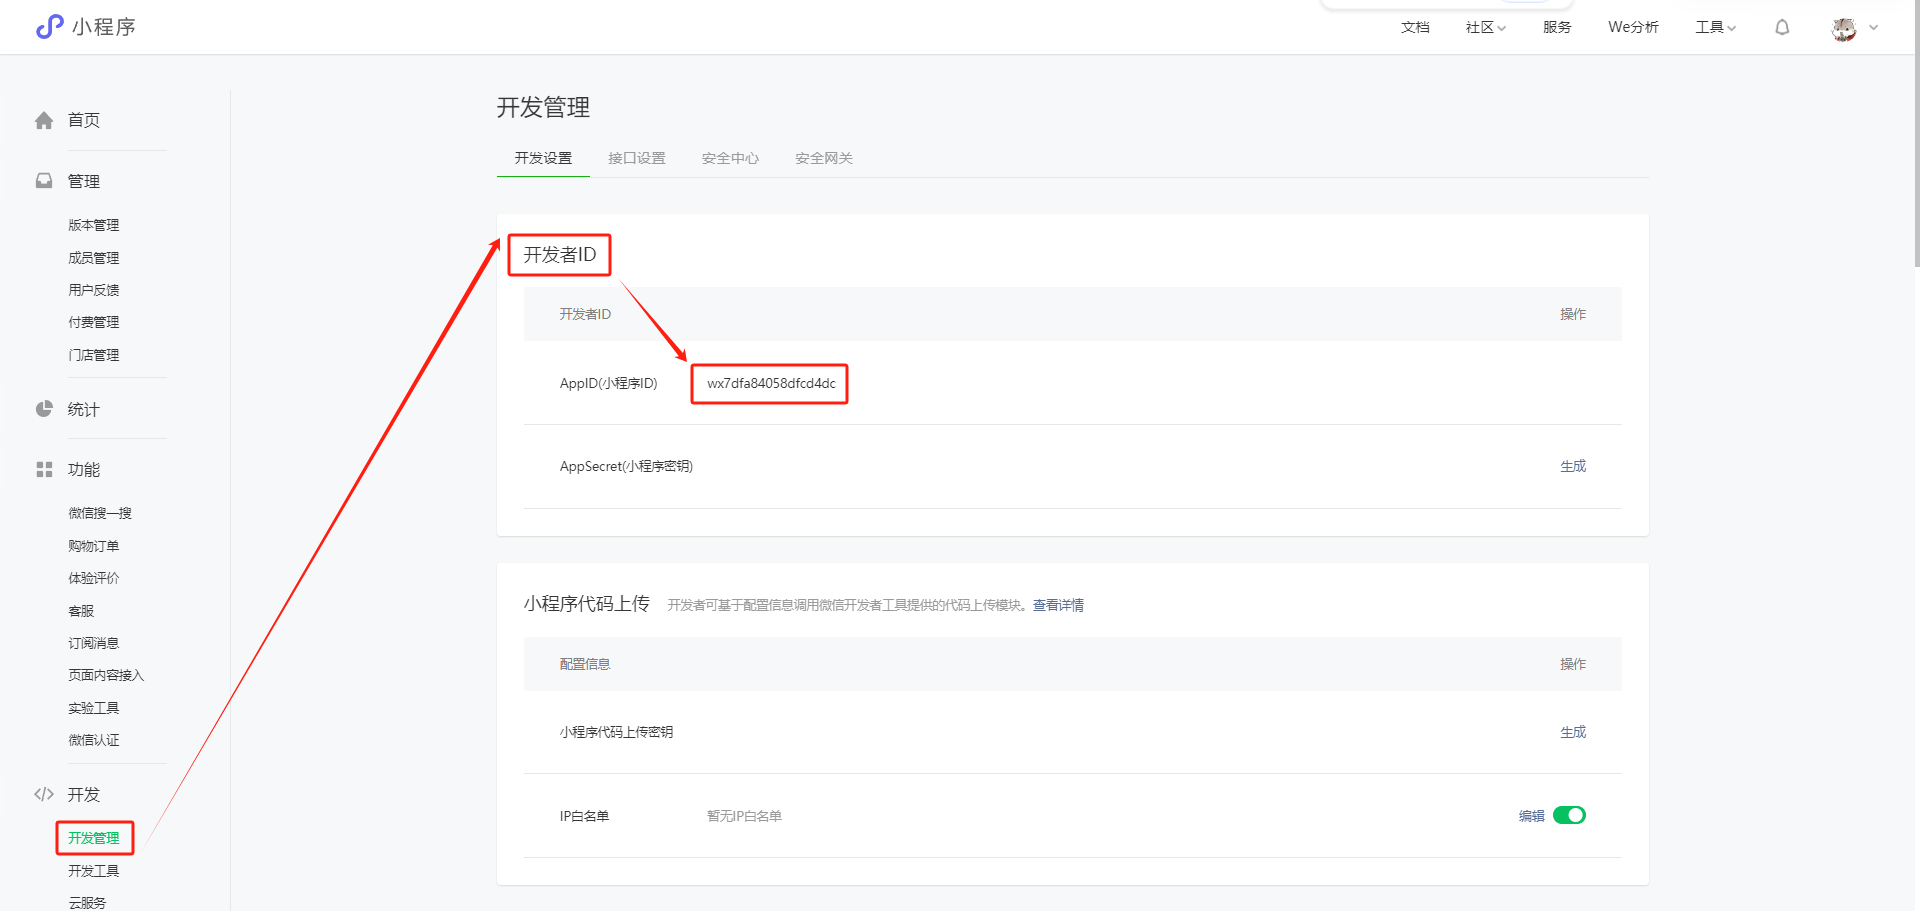 小程序
文档 社区 服务 We分析 工具
首页
管理
版本管理
成员管理
用户反馈
付费管理
门店管理
统计
功能
微信搜一搜
购物订单
体验评价
客服
订阅消息
页面内容接入
实验工具
微信认证
开发
开发管理
开发工具
云服务
开发管理
开发设置 接口设置 安全中心 安全网关
开发者ID
开发者ID 操作
AppID(小程序ID) wx7dfa84058dfcd4dc
AppSecret(小程序密钥) 生成
小程序代码上传 开发者可基于配置信息调用微信开发者工具提供的代码上传模块。查看详情
配置信息 操作
小程序代码上传密钥 生成
IP白名单 暂无IP白名单 编辑